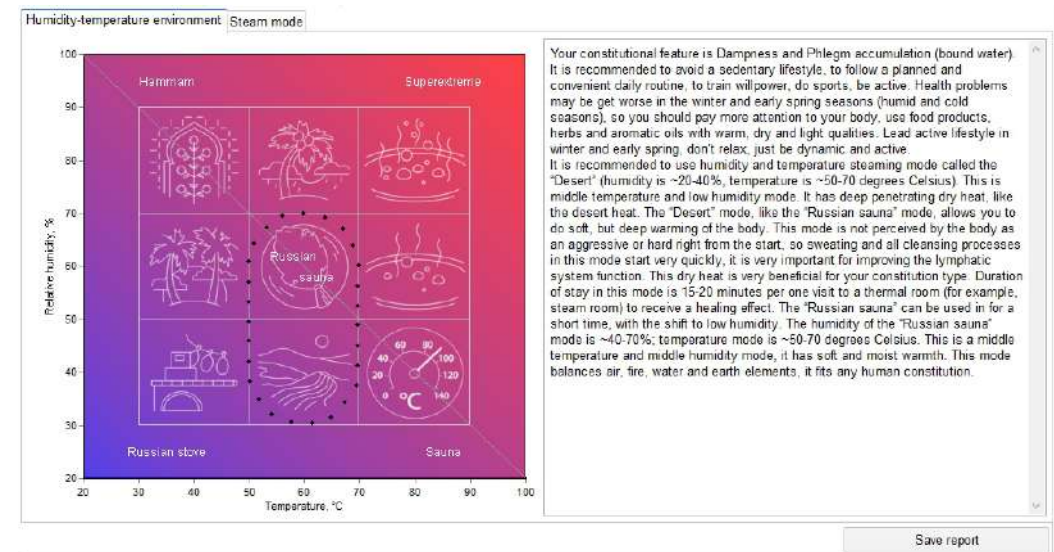 Humidity-temperature environment
Steam mode
100
90
80
70
60
50
40
30
20
Relative humidity, %
Hammam
Superextreme
Russian
sauna
60 80
40 100
20 120
0 °C 140
Russian stove
Sauna
20 30 40 50 60 70 80 90 100
Temperature, °C
Your constitutional feature is Dampness and Phlegm accumulation (bound water).
It is recommended to avoid a sedentary lifestyle, to follow a planned and
convenient daily routine, to train willpower, do sports, be active. Health problems
may be get worse in the winter and early spring seasons (humid and cold
seasons), so you should pay more attention to your body, use food products,
herbs and aromatic oils with warm, dry and light qualities. Lead active lifestyle in
winter and early spring, don't relax, just be dynamic and active.
It is recommended to use humidity and temperature steaming mode called the
"Desert" (humidity is ~20-40%, temperature is ~50-70 degrees Celsius). This is
middle temperature and low humidity mode. It has deep penetrating dry heat, like
the desert heat. The "Desert" mode, like the "Russian sauna" mode, allows you to
do soft, but deep warming of the body. This mode is not perceived by the body as
an aggressive or hard right from the start, so sweating and all cleansing processes
in this mode start very quickly, it is very important for improving the lymphatic
system function. This dry heat is very beneficial for your constitution type. Duration
of stay in this mode is 15-20 minutes per one visit to a thermal room (for example,
steam room) to receive a healing effect. The "Russian sauna" can be used in for a
short time, with the shift to low humidity. The humidity of the "Russian sauna"
mode is ~40-70%; temperature mode is ~50-70 degrees Celsius. This is a middle
temperature and middle humidity mode, it has soft and moist warmth. This mode
balances air, fire, water and earth elements, it fits any human constitution.
Save report